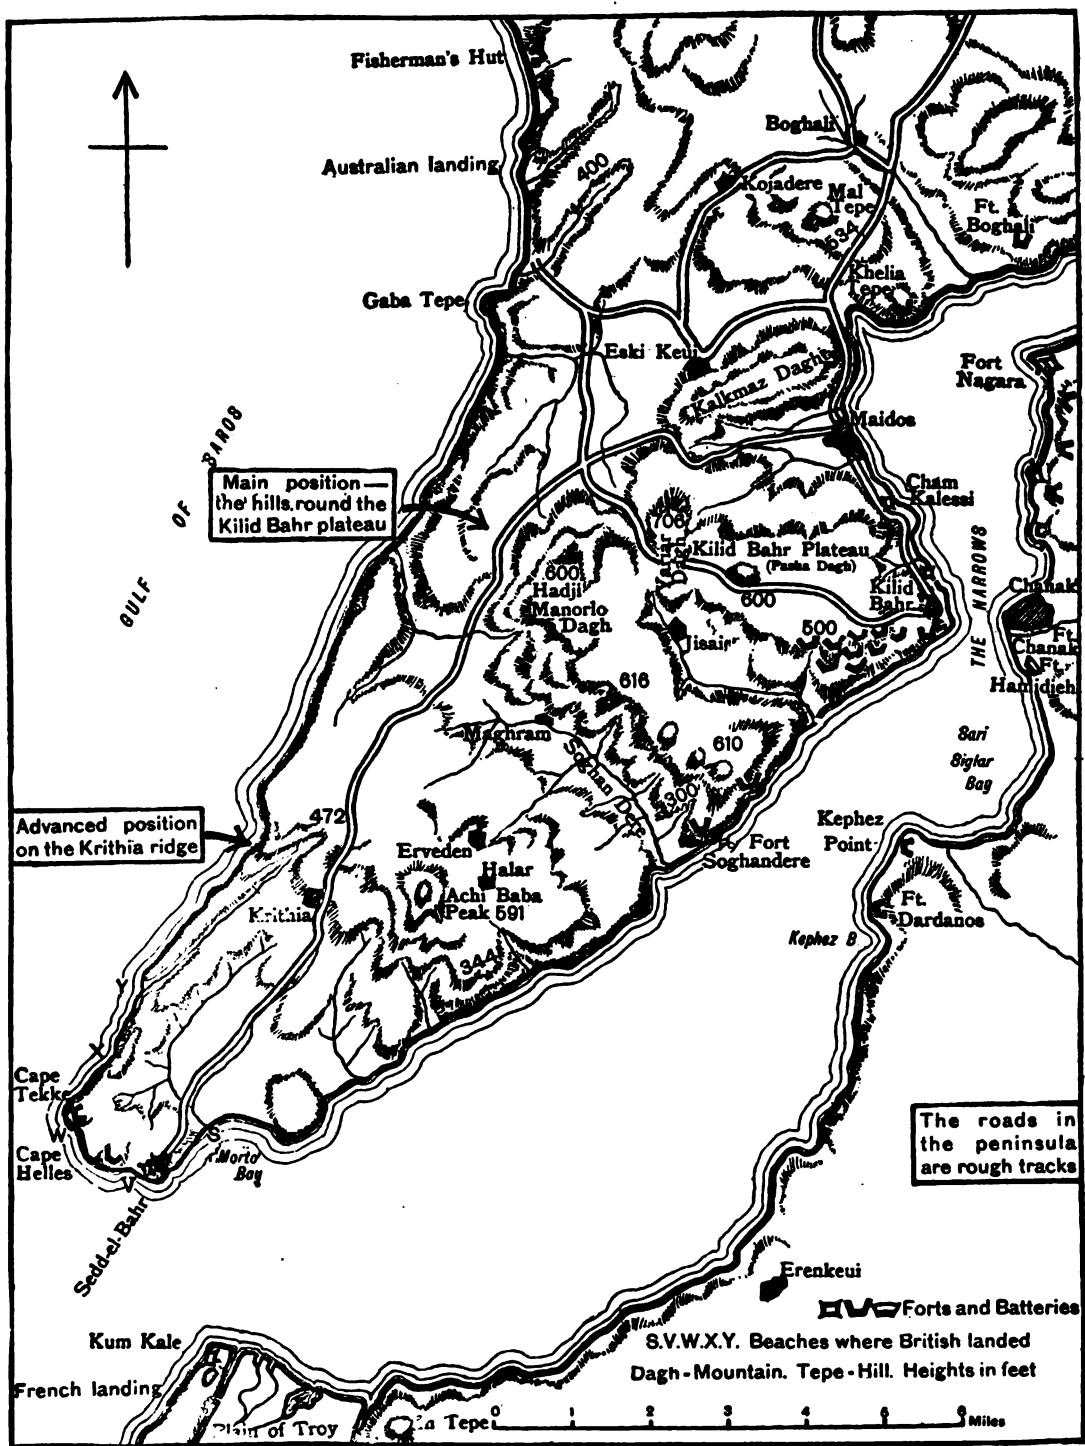 Fisherman's Hut
Australian landing
400
Boghali
Kojadere
Mal
Tepe
534
Ft.
Boghali
Khelia
Tepe
Gaba Tepe
Eski Keui
Kalkmaz Dagh
Fort
Nagara
Maidos
GULF OF BAROS
Main position—
the hills round the
Kilid Bahr plateau
Cham
Kalessi
706
Kilid Bahr Plateau
(Pasha Dagh)
600
Hadji
Manorlo
Dagh
600
Kilid
Bahr
THE NARROWS
Chanak
Ft.
Chanak
Ft.
Hamidieh
500
Jisair
616
610
Maghram
Soghan Dere
300
Sari
Siglar
Bay
Advanced position
on the Krithia ridge
472
Kephez
Point
Fort
Soghandere
Erveden
Halar
Achi Baba
Peak 591
Krithia
344
Ft.
Dardanos
Kephez B
Y
X
Cape
Tekke
W
Cape
Helles
V
S
Morto
Bay
Sedd-el-Bahr
The roads in
the peninsula
are rough tracks
Erenkeui
Forts and Batteries
S.V.W.X.Y. Beaches where British landed
Dagh-Mountain. Tepe-Hill. Heights in feet
Kum Kale
French landing
Plain of Troy
Tepe
0 1 2 3 4 5 6 Miles